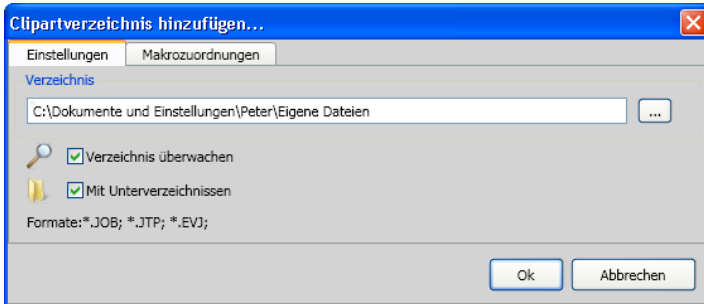 Clipartverzeichnis hinzufügen...
Einstellungen Makrozuordnungen
Verzeichnis
C:\Dokumente und Einstellungen\Peter\Eigene Dateien ...
Verzeichnis überwachen
Mit Unterverzeichnissen
Formate:*.JOB; *.JTP; *.EVJ;
Ok Abbrechen